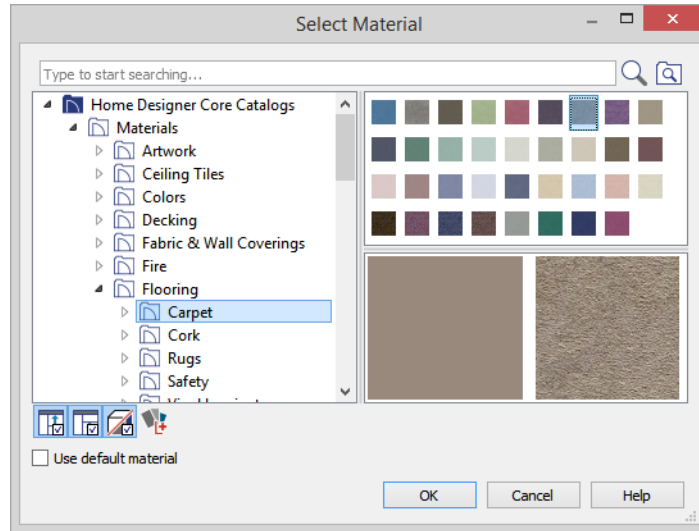 Select Material
Type to start searching...
Home Designer Core Catalogs
Materials
Artwork
Ceiling Tiles
Colors
Decking
Fabric & Wall Coverings
Fire
Flooring
Carpet
Cork
Rugs
Safety
Use default material
OK
Cancel
Help